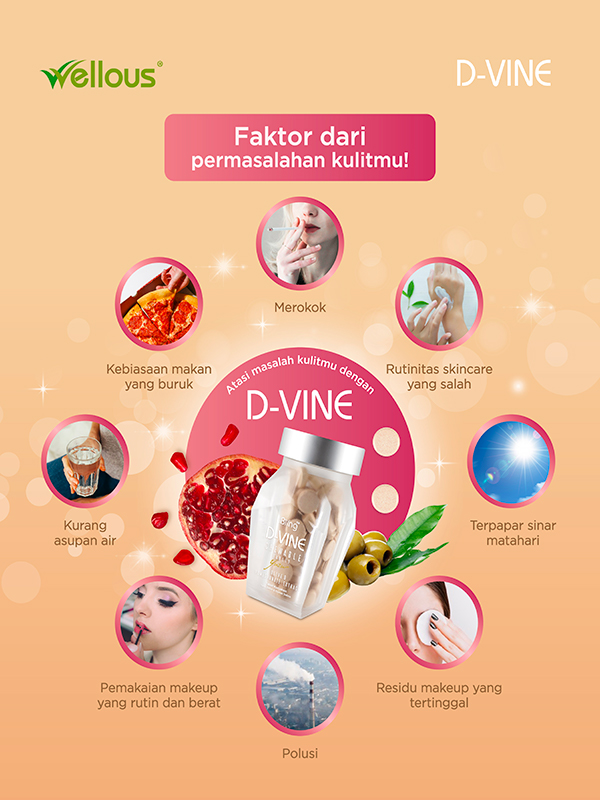 Wellous®
D-VINE
Faktor dari
permasalahan kulitmu!
Merokok
Kebiasaan makan
yang buruk
Rutinitas skincare
yang salah
Atasi masalah kulitmu dengan
D-VINE
D-VINE
Kurang
asupan air
Terpapar sinar
matahari
Pemakaian makeup
yang rutin dan berat
Residu makeup yang
tertinggal
Polusi